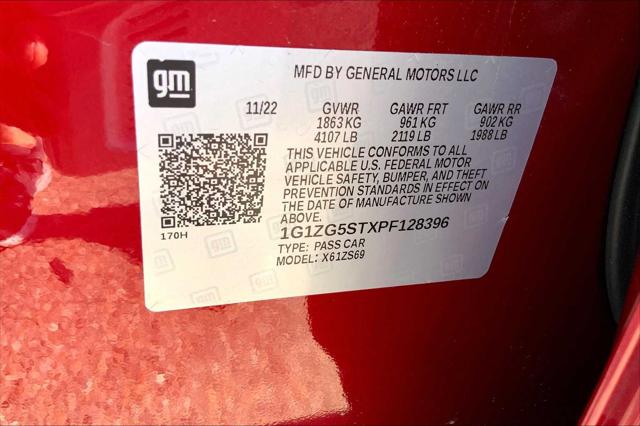 gm
MFD BY GENERAL MOTORS LLC
11/22 GVWR GAWR FRT GAWR RR
1863 KG 961 KG 902 KG
4107 LB 2119 LB 1988 LB
THIS VEHICLE CONFORMS TO ALL
APPLICABLE U.S. FEDERAL MOTOR
VEHICLE SAFETY, BUMPER, AND THEFT
PREVENTION STANDARDS IN EFFECT ON
THE DATE OF MANUFACTURE SHOWN
ABOVE.
170H
1G1ZG5STXPF128396
TYPE: PASS CAR
MODEL: X61ZS69